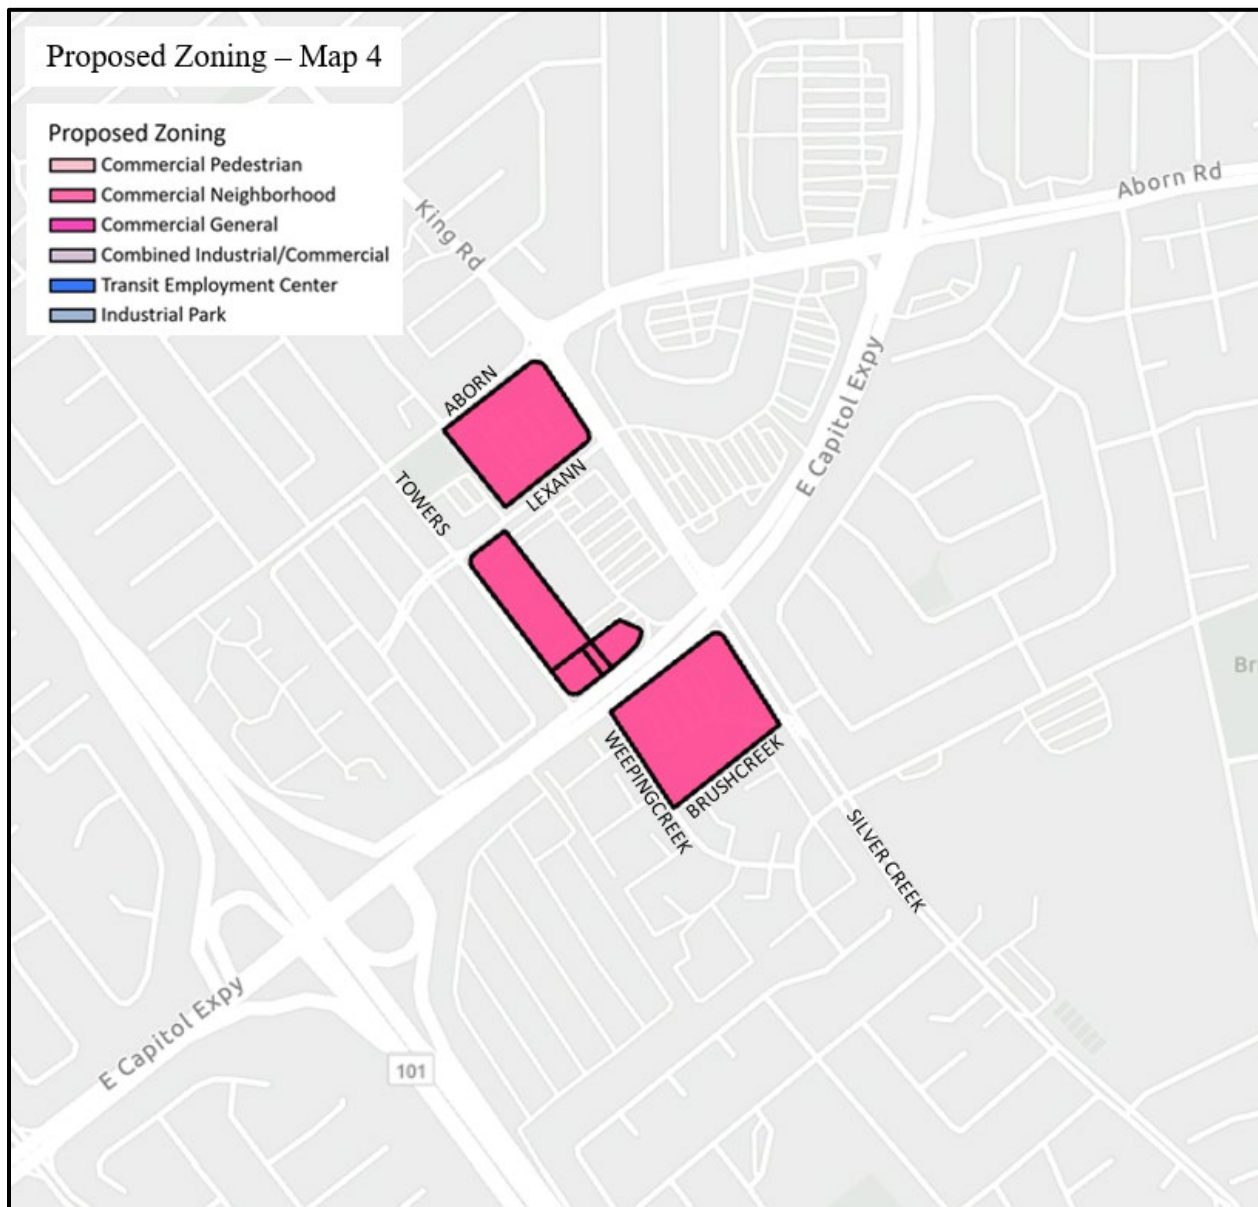 Proposed Zoning – Map 4
Proposed Zoning
Commercial Pedestrian
Commercial Neighborhood
Commercial General
Combined Industrial/Commercial
Transit Employment Center
Industrial Park
Aborn Rd
King Rd
E Capitol Expy
ABORN
LEXANN
TOWERS
WEEPINGCREEK
BRUSHCREEK
Br
SILVER CREEK
E Capitol Expy
101